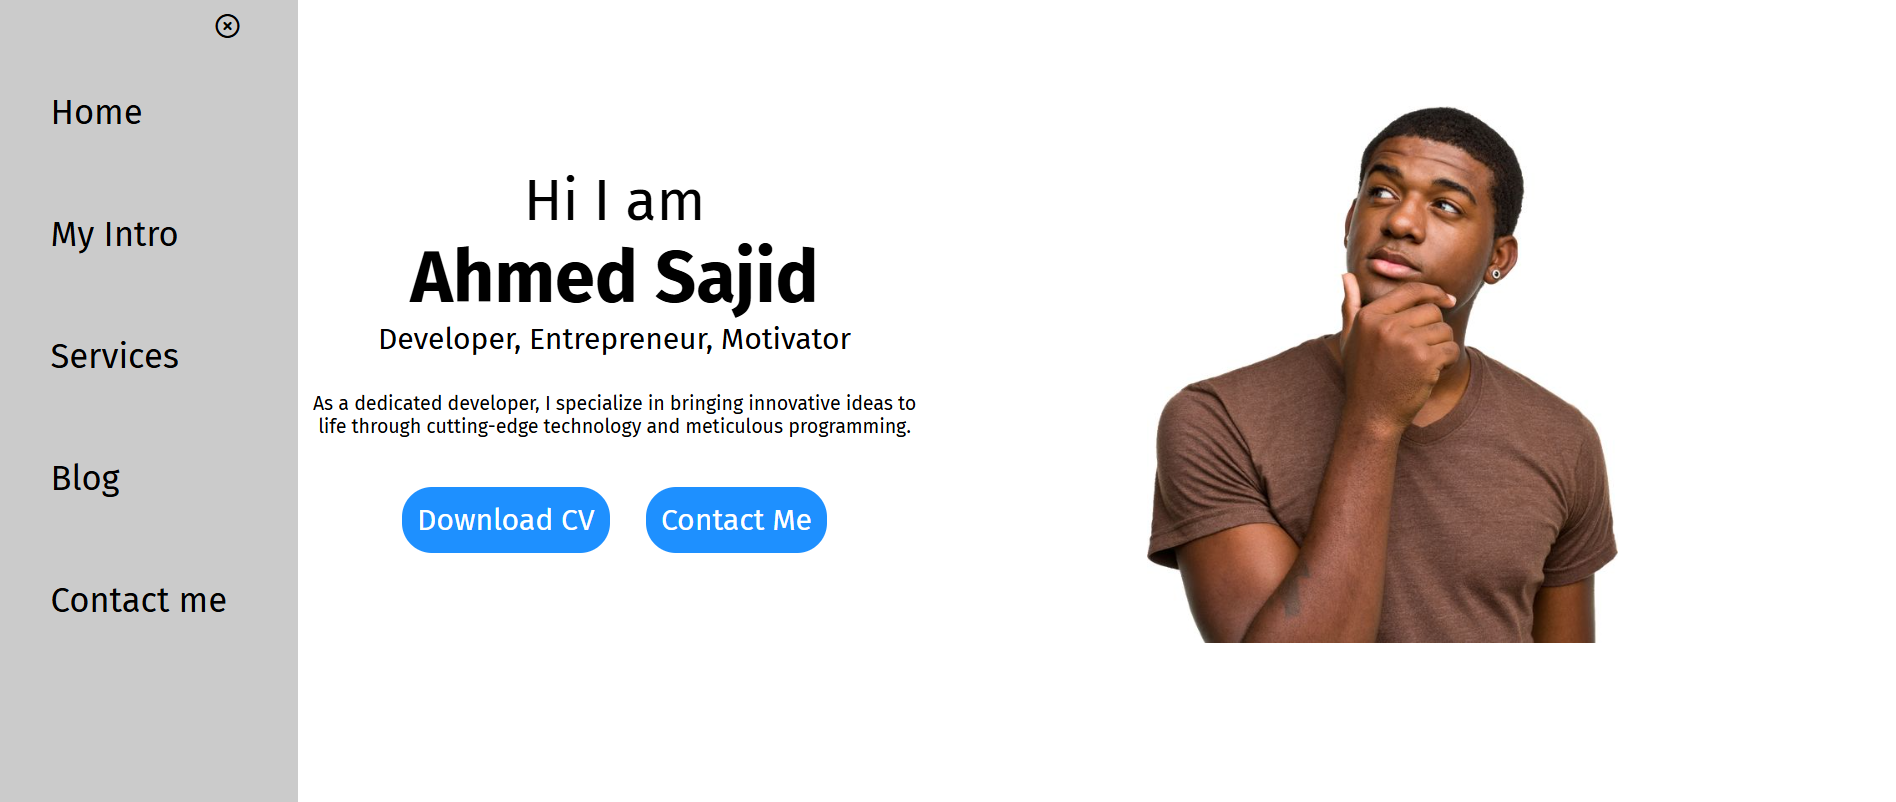 Home
My Intro
Services
Blog
Contact me
Hi I am
Ahmed Sajid
Developer, Entrepreneur, Motivator
As a dedicated developer, I specialize in bringing innovative ideas to
life through cutting-edge technology and meticulous programming.
Download CV
Contact Me